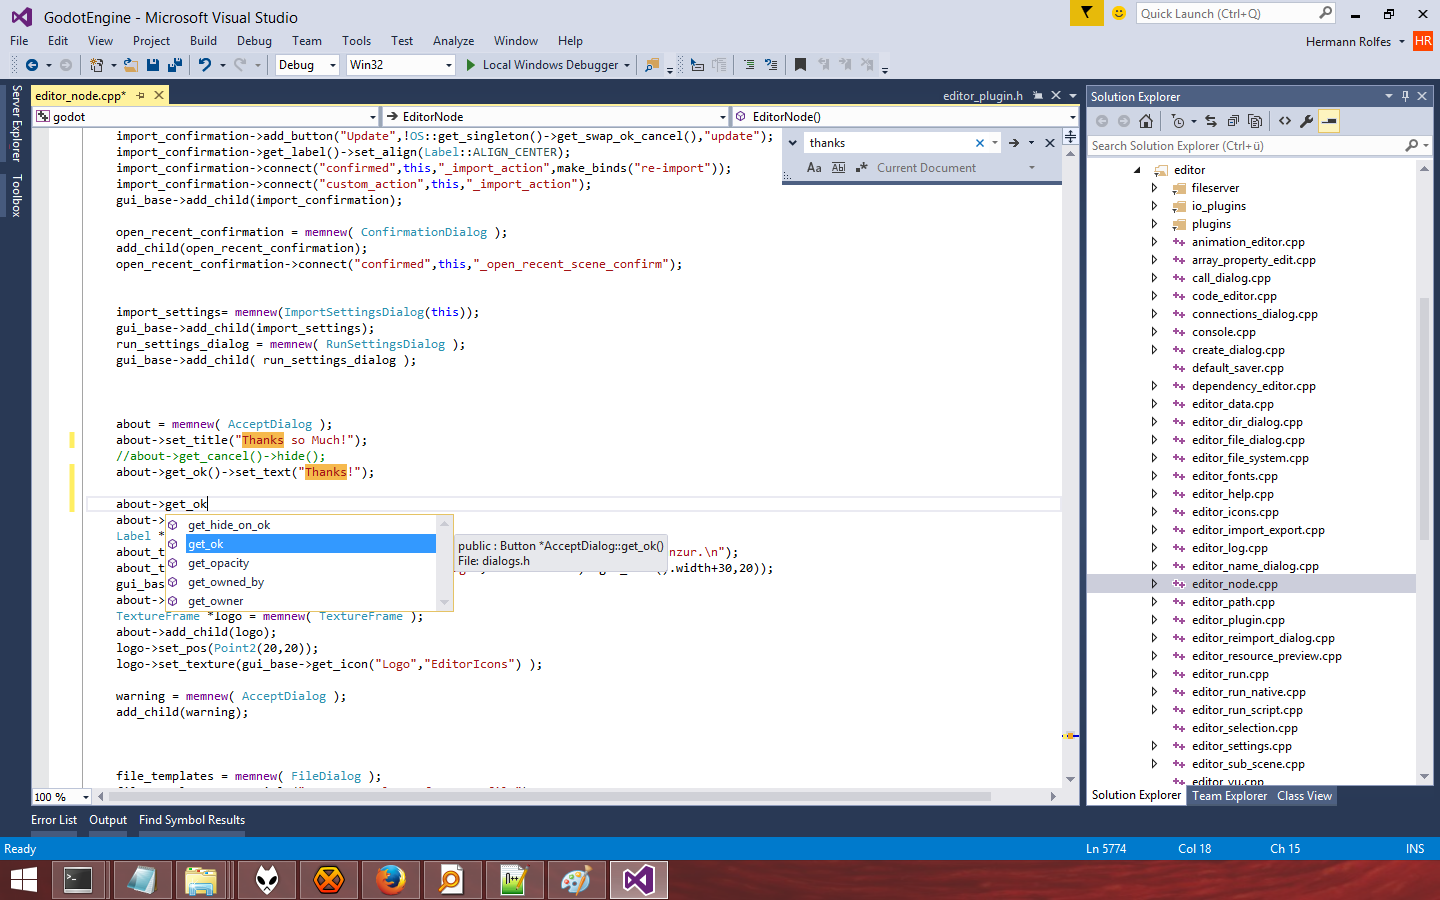 GodotEngine - Microsoft Visual Studio
Quick Launch (Ctrl+Q)
File Edit View Project Build Debug Team Tools Test Analyze Window Help
Hermann Rolfes HR
Debug Win32 Local Windows Debugger
Server Explorer
Toolbox
editor_node.cpp*
editor_plugin.h
godot EditorNode EditorNode()
import_confirmation->add_button("Update",!OS::get_singleton()->get_swap_ok_cancel(),"update");
import_confirmation->get_label()->set_align(Label::ALIGN_CENTER);
import_confirmation->connect("confirmed",this,"_import_action",make_binds("re-import"));
import_confirmation->connect("custom_action",this,"_import_action");
gui_base->add_child(import_confirmation);
open_recent_confirmation = memnew( ConfirmationDialog );
add_child(open_recent_confirmation);
open_recent_confirmation->connect("confirmed",this,"_open_recent_scene_confirm");
import_settings= memnew(ImportSettingsDialog(this));
gui_base->add_child(import_settings);
run_settings_dialog = memnew( RunSettingsDialog );
gui_base->add_child( run_settings_dialog );
about = memnew( AcceptDialog );
about->set_title("Thanks so Much!");
//about->get_cancel()->hide();
about->get_ok()->set_text("Thanks!");
about->get_ok
about->
Label *
about_t nzur.\n");
about_t ().width+30,20));
gui_bas
about->
TextureFrame *logo = memnew( TextureFrame );
about->add_child(logo);
logo->set_pos(Point2(20,20));
logo->set_texture(gui_base->get_icon("Logo","EditorIcons") );
warning = memnew( AcceptDialog );
add_child(warning);
file_templates = memnew( FileDialog );
get_hide_on_ok
get_ok
get_opacity
get_owned_by
get_owner
public : Button *AcceptDialog::get_ok()
File: dialogs.h
thanks
Aa Ab Current Document
100 %
Solution Explorer
Search Solution Explorer (Ctrl+ü)
editor
fileserver
io_plugins
plugins
animation_editor.cpp
array_property_edit.cpp
call_dialog.cpp
code_editor.cpp
connections_dialog.cpp
console.cpp
create_dialog.cpp
default_saver.cpp
dependency_editor.cpp
editor_data.cpp
editor_dir_dialog.cpp
editor_file_dialog.cpp
editor_file_system.cpp
editor_fonts.cpp
editor_help.cpp
editor_icons.cpp
editor_import_export.cpp
editor_log.cpp
editor_name_dialog.cpp
editor_node.cpp
editor_path.cpp
editor_plugin.cpp
editor_reimport_dialog.cpp
editor_resource_preview.cpp
editor_run.cpp
editor_run_native.cpp
editor_run_script.cpp
editor_selection.cpp
editor_settings.cpp
editor_sub_scene.cpp
Solution Explorer Team Explorer Class View
Error List Output Find Symbol Results
Ready Ln 5774 Col 18 Ch 15 INS